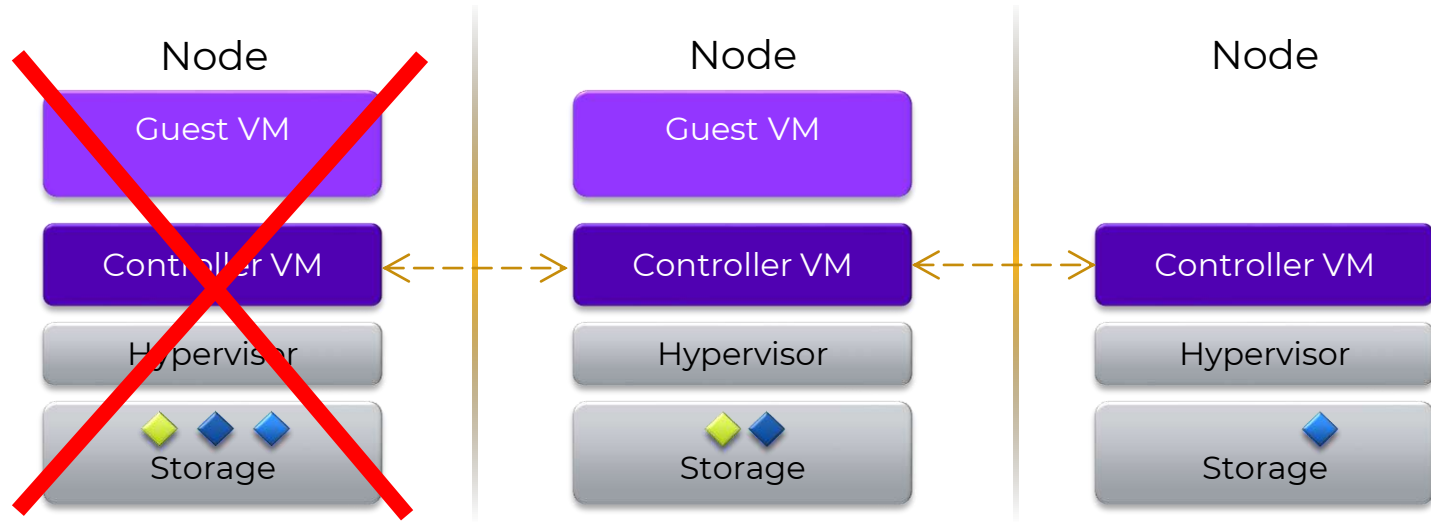 Node
Guest VM
Controller VM
Hypervisor
Storage
Node
Guest VM
Controller VM
Hypervisor
Storage
Node
Controller VM
Hypervisor
Storage